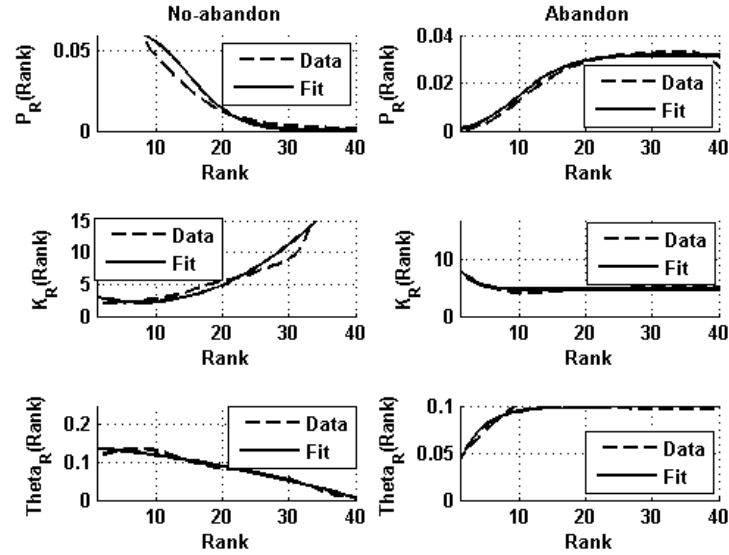 No-abandon
Abandon
P_R(Rank)
0.05
0
10 20 30 40
Rank
Data
Fit
P_R(Rank)
0.04
0.02
0
10 20 30 40
Rank
Data
Fit
K_R(Rank)
15
10
5
0
10 20 30 40
Rank
Data
Fit
K_R(Rank)
10
0
10 20 30 40
Rank
Data
Fit
Theta_R(Rank)
0.2
0.1
0
10 20 30 40
Rank
Data
Fit
Theta_R(Rank)
0.1
0.05
0
10 20 30 40
Rank
Data
Fit